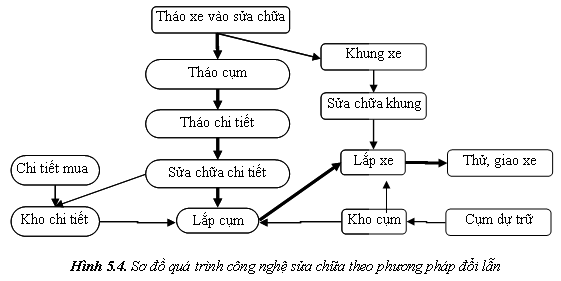 Tháo xe vào sửa chữa
Khung xe
Tháo cụm
Sửa chữa khung
Tháo chi tiết
Chi tiết mua
Sửa chữa chi tiết
Lắp xe
Thử, giao xe
Kho chi tiết
Lắp cụm
Kho cụm
Cụm dự trữ
Hình 5.4. Sơ đồ quá trình công nghệ sửa chữa theo phương pháp đổi lẫn